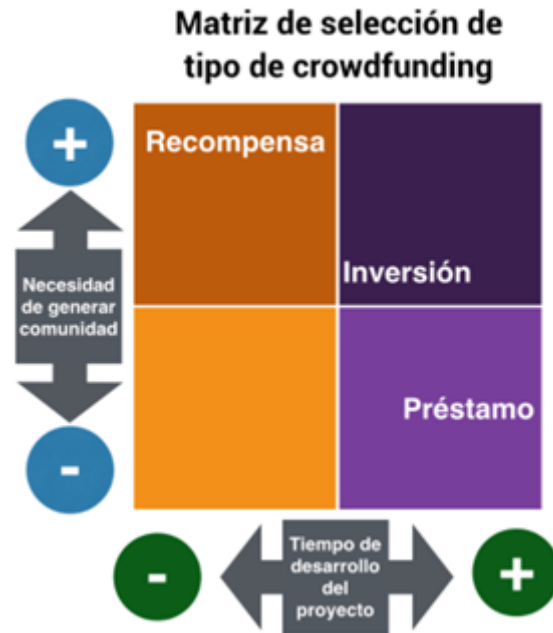 Matriz de selección de
tipo de crowdfunding
+
Recompensa
Necesidad
de generar
comunidad
Inversión
Préstamo
-
-
Tiempo de
desarrollo
del
proyecto
+